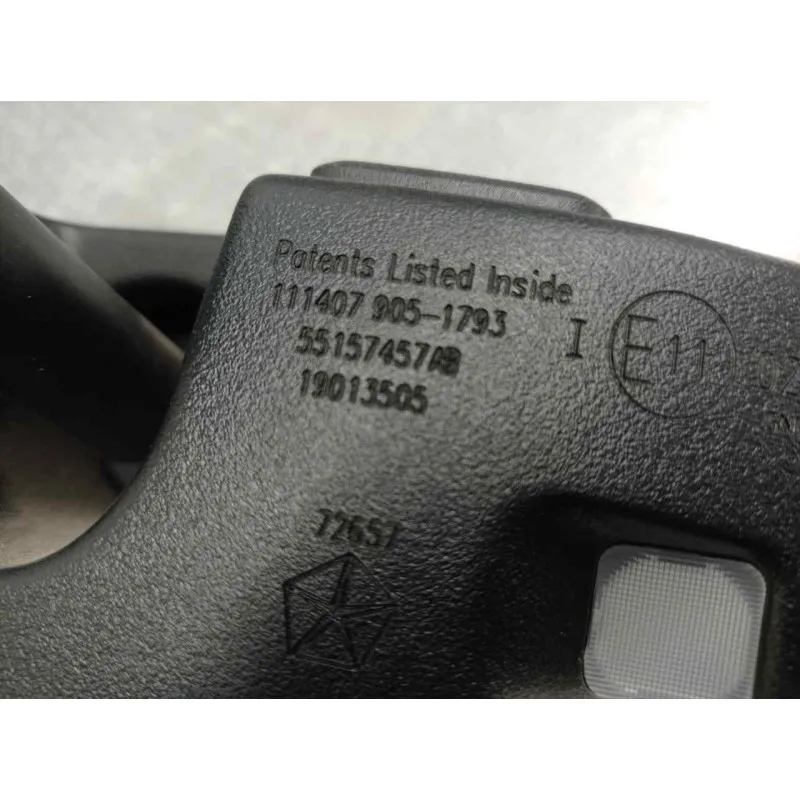 Patents Listed Inside
111407 905-1793
55157457AB
19013505
I E11
72657